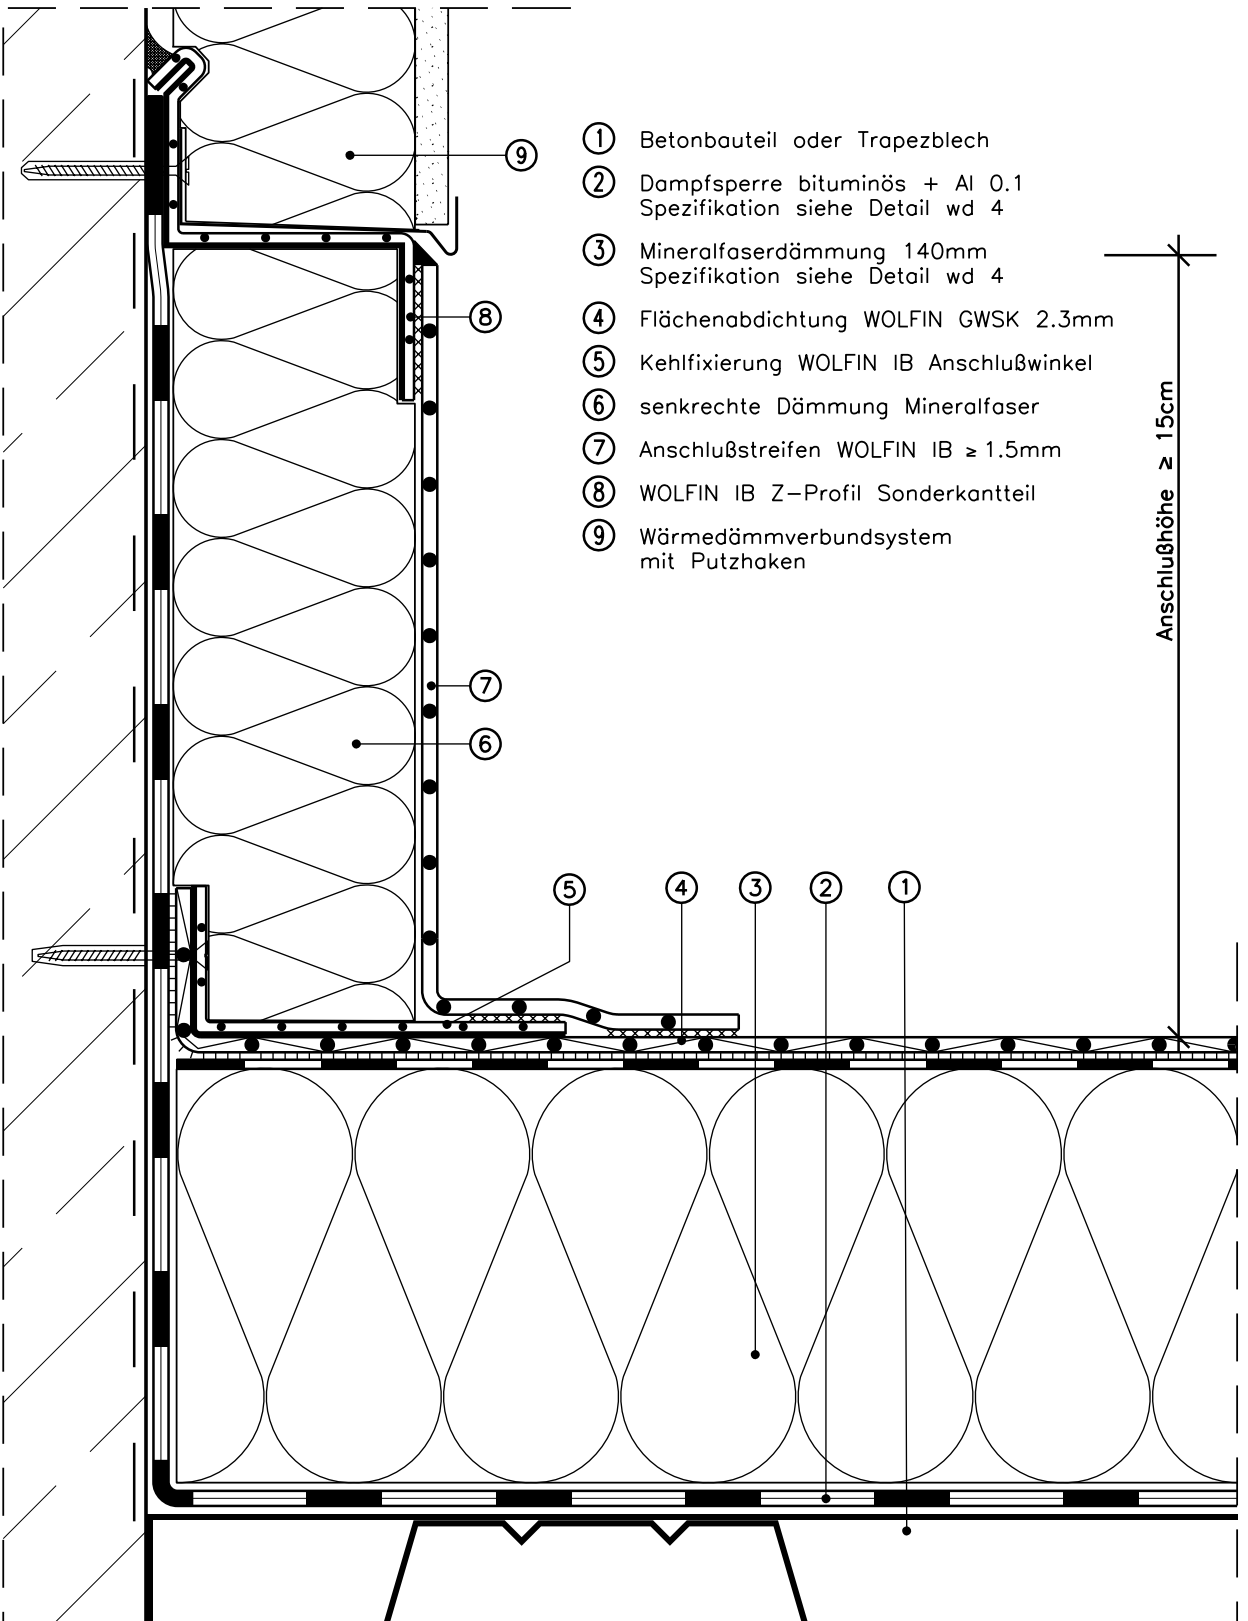 ① Betonbauteil oder Trapezblech
② Dampfsperre bituminös + Al 0.1
Spezifikation siehe Detail wd 4
③ Mineralfaserdämmung 140mm
Spezifikation siehe Detail wd 4
④ Flächenabdichtung WOLFIN GWSK 2.3mm
⑤ Kehlfixierung WOLFIN IB Anschlußwinkel
⑥ senkrechte Dämmung Mineralfaser
⑦ Anschlußstreifen WOLFIN IB ≥ 1.5mm
⑧ WOLFIN IB Z-Profil Sonderkantteil
⑨ Wärmedämmverbundsystem
mit Putzhaken
Anschlußhöhe ≥ 15cm
⑨
⑧
⑦
⑥
⑤ ④ ③ ② ①